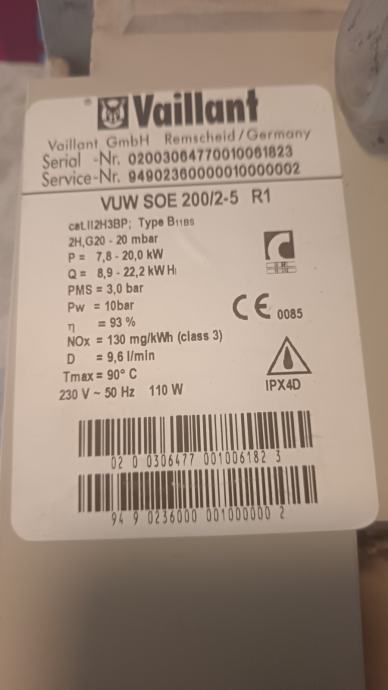 Vaillant
Vaillant GmbH Remscheid / Germany
Serial -Nr. 02003064770010061823
Service-Nr. 94902360000010000002
VUW SOE 200/2-5 R1
cat.II2H3BP; Type B11BS
2H,G20 - 20 mbar
P = 7,8 - 20,0 kW
Q = 8,9 - 22,2 kW Hi
PMS = 3,0 bar
Pw = 10bar
η = 93 %
NOx = 130 mg/kWh (class 3)
D = 9,6 l/min
Tmax = 90° C
230 V ~ 50 Hz 110 W
CE 0085
IPX4D
02 0 0306477 001006182 3
94 9 0236000 001000000 2